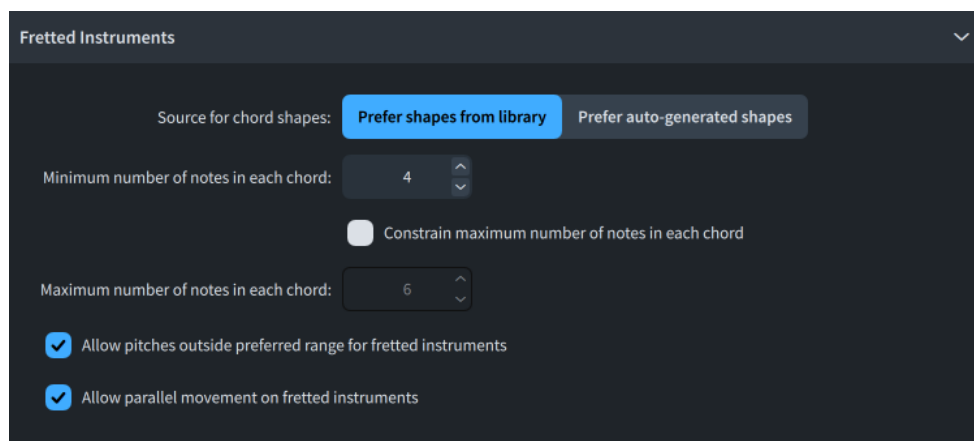 Fretted Instruments
Source for chord shapes: Prefer shapes from library Prefer auto-generated shapes
Minimum number of notes in each chord: 4
Constrain maximum number of notes in each chord
Maximum number of notes in each chord: 6
Allow pitches outside preferred range for fretted instruments
Allow parallel movement on fretted instruments